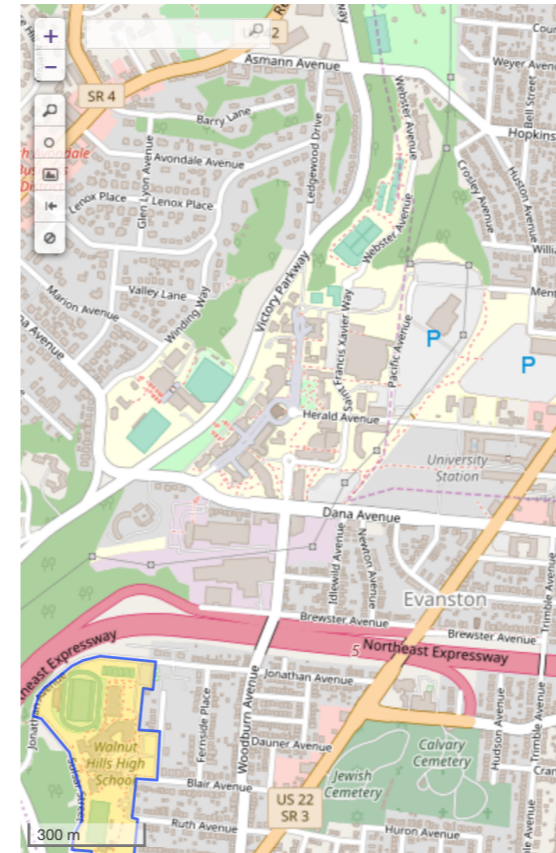 +
−
SR 4
2
Asmann Avenue
Weyer Aven
Hopkins
Bell Street
Webster Avenue
Barry Lane
Ledgewood Drive
Avondale Avenue
Crosley Avenue
Huston Avenue
Glen Lyon Avenue
Lenox Place
Lenox Place
Webster Avenue
Willi
Victory Parkway
Valley Lane
Marion Avenue
Winding Way
Saint Francis Xavier Way
Pacific Avenue
Ment
P
P
Herald Avenue
University
Station
Dana Avenue
Idlewild Avenue
Newton Avenue
Evanston
Trimble Avenue
Brewster Avenue
Brewster Avenue
5
Northeast Expressway
heast Expressway
Jonathan Avenue
Jonathan Avenue
Woodburn Avenue
Fernside Place
Walnut
Hills High
School
Dauner Avenue
Calvary
Cemetery
Hudson Avenue
Trimble Avenue
Jewish
Cemetery
Blair Avenue
US 22
SR 3
Ruth Avenue
Huron Avenue
300 m